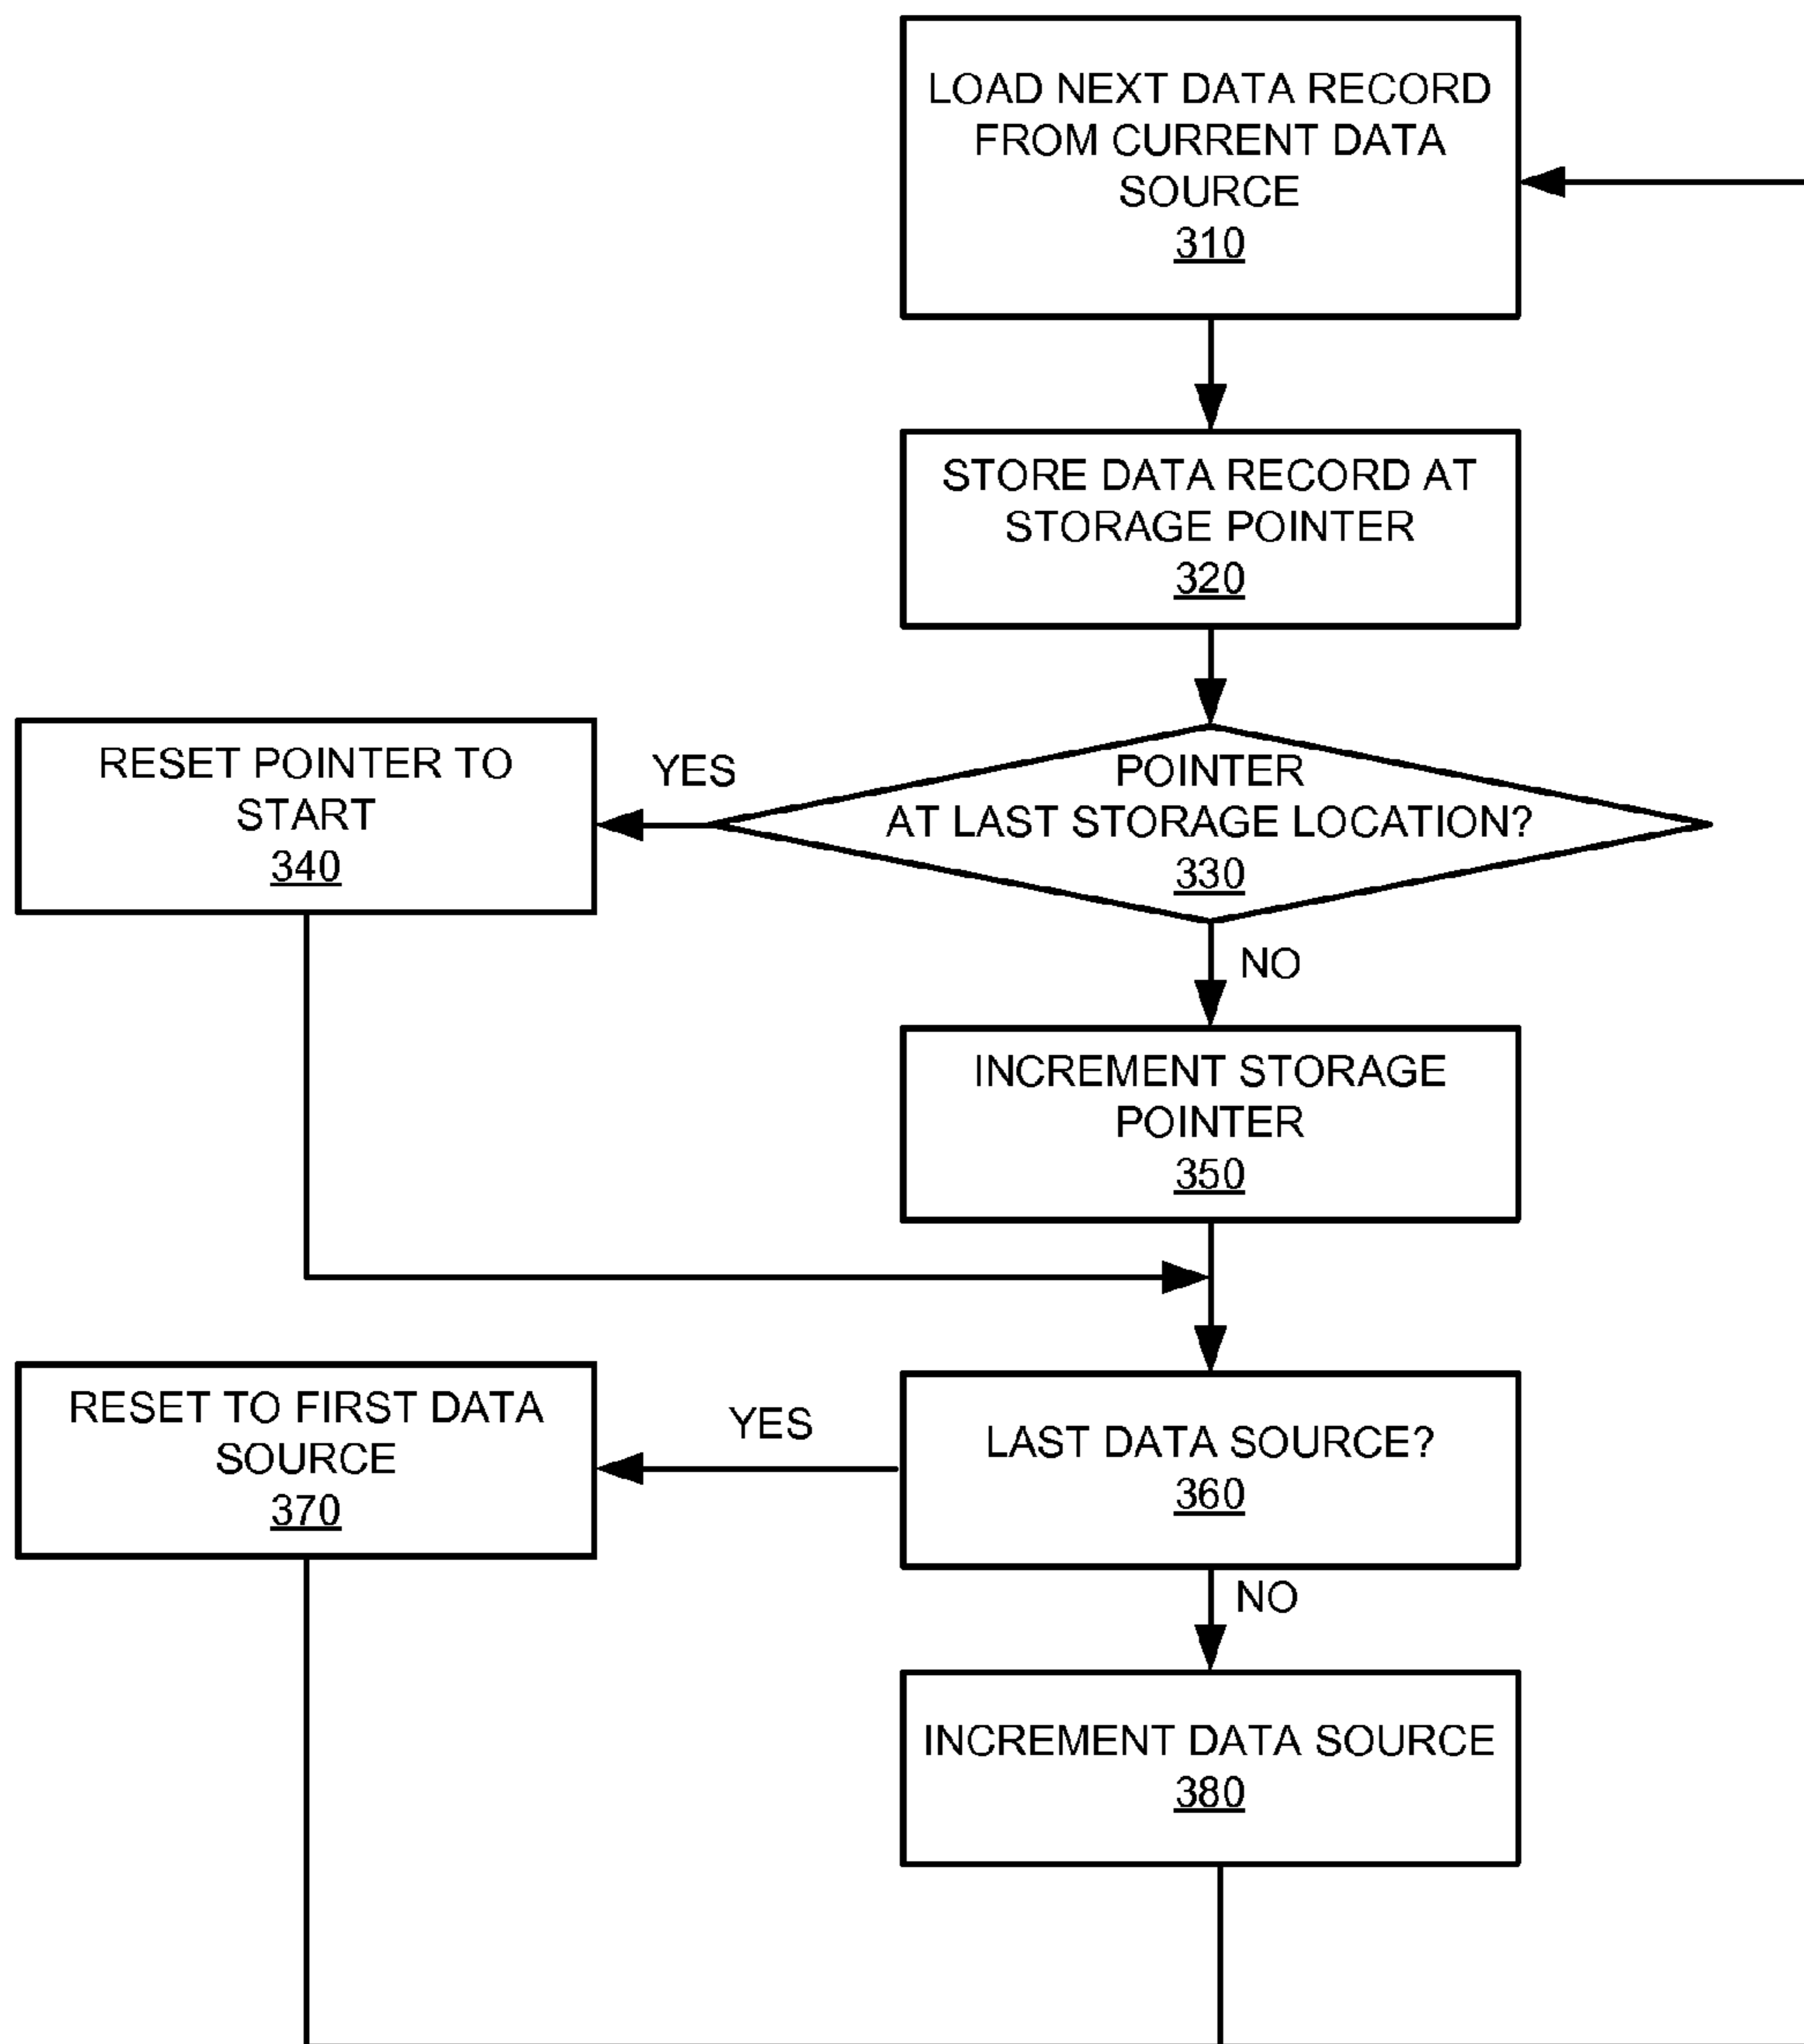 LOAD NEXT DATA RECORD
FROM CURRENT DATA
SOURCE
310
STORE DATA RECORD AT
STORAGE POINTER
320
RESET POINTER TO
START
340
YES
POINTER
AT LAST STORAGE LOCATION?
330
NO
INCREMENT STORAGE
POINTER
350
RESET TO FIRST DATA
SOURCE
370
YES
LAST DATA SOURCE?
360
NO
INCREMENT DATA SOURCE
380